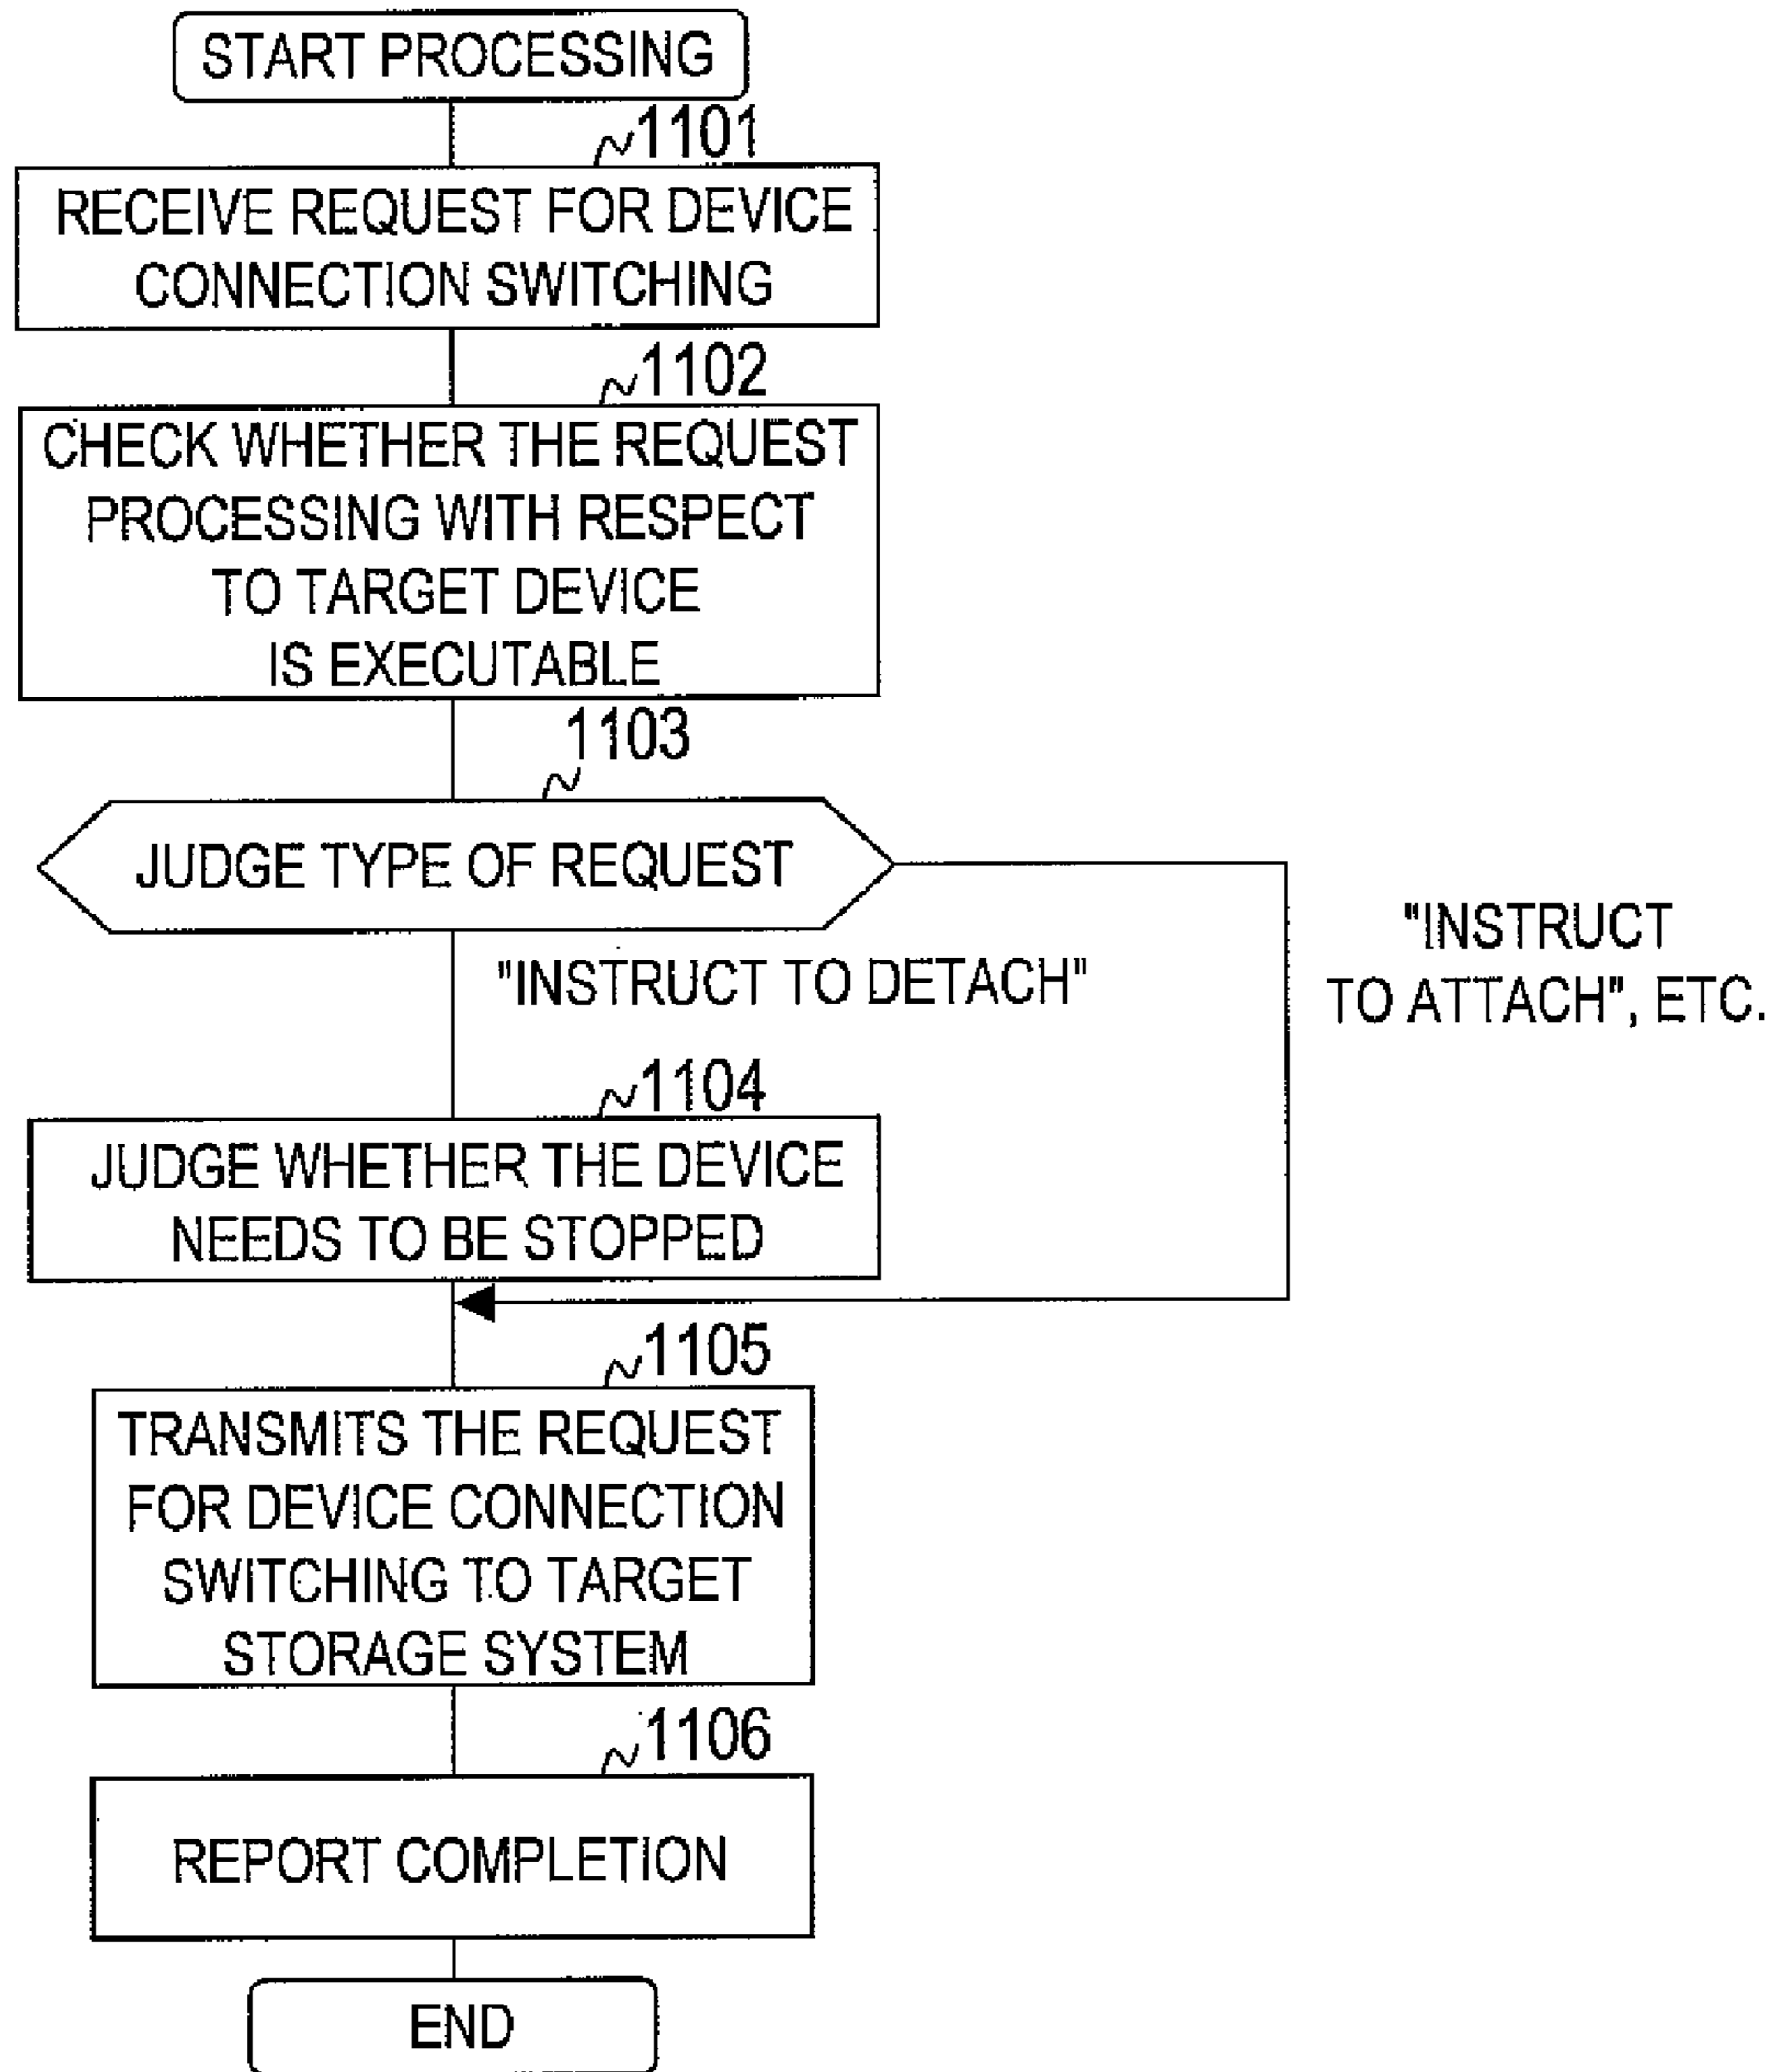 START PROCESSING
1101
RECEIVE REQUEST FOR DEVICE
CONNECTION SWITCHING
1102
CHECK WHETHER THE REQUEST
PROCESSING WITH RESPECT
TO TARGET DEVICE
IS EXECUTABLE
1103
JUDGE TYPE OF REQUEST
"INSTRUCT
TO ATTACH", ETC.
"INSTRUCT TO DETACH"
1104
JUDGE WHETHER THE DEVICE
NEEDS TO BE STOPPED
1105
TRANSMITS THE REQUEST
FOR DEVICE CONNECTION
SWITCHING TO TARGET
STORAGE SYSTEM
1106
REPORT COMPLETION
END